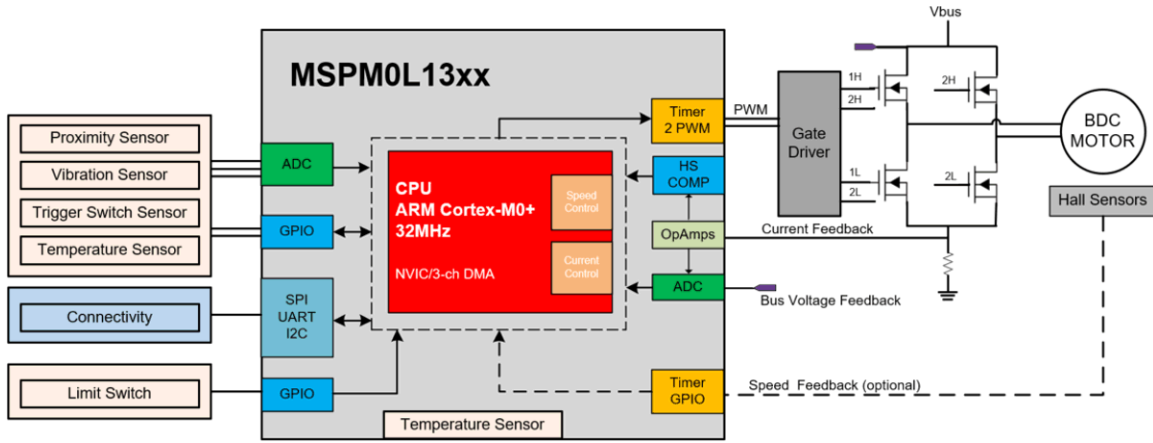 MSPM0L13xx
Proximity Sensor
Vibration Sensor
Trigger Switch Sensor
Temperature Sensor
Connectivity
Limit Switch
ADC
GPIO
SPI
UART
I2C
GPIO
CPU
ARM Cortex-M0+
32MHz
NVIC/3-ch DMA
Speed
Control
Current
Control
Temperature Sensor
Timer
2 PWM
HS
COMP
OpAmps
ADC
Timer
GPIO
PWM
Gate
Driver
1H
2H
1L
2L
2H
2L
Vbus
BDC
MOTOR
Hall Sensors
Current Feedback
Bus Voltage Feedback
Speed Feedback (optional)